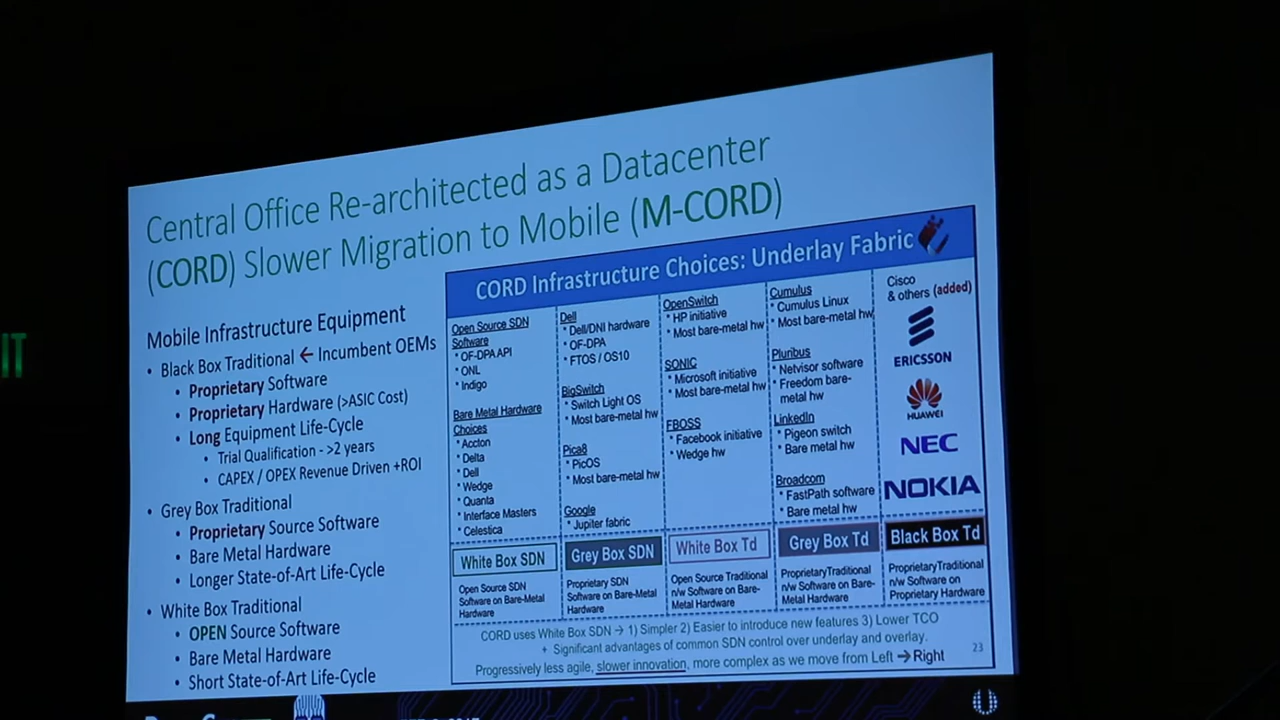 IT
Central Office Re-architected as a Datacenter
(CORD) Slower Migration to Mobile (M-CORD)
Mobile Infrastructure Equipment
• Black Box Traditional ← Incumbent OEMs
• Proprietary Software
• Proprietary Hardware (>ASIC Cost)
• Long Equipment Life-Cycle
• Trial Qualification - >2 years
• CAPEX / OPEX Revenue Driven +ROI
• Grey Box Traditional
• Proprietary Source Software
• Bare Metal Hardware
• Longer State-of-Art Life-Cycle
• White Box Traditional
• OPEN Source Software
• Bare Metal Hardware
• Short State-of-Art Life-Cycle
CORD Infrastructure Choices: Underlay Fabric
Open Source SDN
Software
* OF-DPA API
* ONL
* Indigo
Bare Metal Hardware
Choices
* Accton
* Delta
* Dell
* Wedge
* Quanta
* Interface Masters
* Celestica
White Box SDN
Open Source SDN
Software on Bare-Metal
Hardware
Dell
* Dell/DNI hardware
* OF-DPA
* FTOS / OS10
BigSwitch
* Switch Light OS
* Most bare-metal hw
Pica8
* PicOS
* Most bare-metal hw
Google
* Jupiter fabric
Grey Box SDN
Proprietary SDN
Software on Bare-Metal
Hardware
OpenSwitch
* HP initiative
* Most bare-metal hw
SONIC
* Microsoft initiative
* Most bare-metal hw
FBOSS
* Facebook initiative
* Wedge hw
White Box Td
Open Source Traditional
n/w Software on Bare-
Metal Hardware
Cumulus
* Cumulus Linux
* Most bare-metal hw
Pluribus
* Netvisor software
* Freedom bare-
metal hw
LinkedIn
* Pigeon switch
* Bare metal hw
Broadcom
* FastPath software
* Bare metal hw
Grey Box Td
ProprietaryTraditional
n/w Software on Bare-
Metal Hardware
Cisco
& others (added)
ERICSSON
HUAWEI
NEC
NOKIA
Black Box Td
ProprietaryTraditional
n/w Software on
Proprietary Hardware
CORD uses White Box SDN → 1) Simpler 2) Easier to introduce new features 3) Lower TCO
+ Significant advantages of common SDN control over underlay and overlay.
Progressively less agile, slower innovation, more complex as we move from Left → Right
23